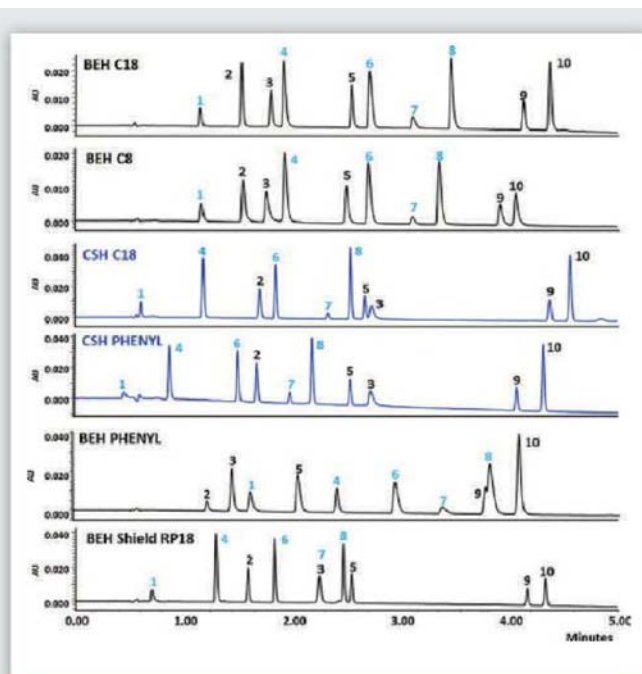 BEH C18
1 2 3 4 5 6 7 8 9 10
0.020
0.010
0.000
AU
BEH C8
1 2 3 4 5 6 7 8 9 10
0.020
0.010
0.000
AU
CSH C18
1 4 2 6 7 8 5 3 9 10
0.040
0.020
0.000
AU
CSH PHENYL
1 4 6 2 7 8 5 3 9 10
0.040
0.020
0.000
AU
BEH PHENYL
2 3 1 5 4 6 7 9 8 10
0.040
0.020
0.000
AU
BEH Shield RP18
1 4 2 6 7 3 8 5 9 10
0.040
0.020
0.000
AU
0.00 1.00 2.00 3.00 4.00 5.00
Minutes